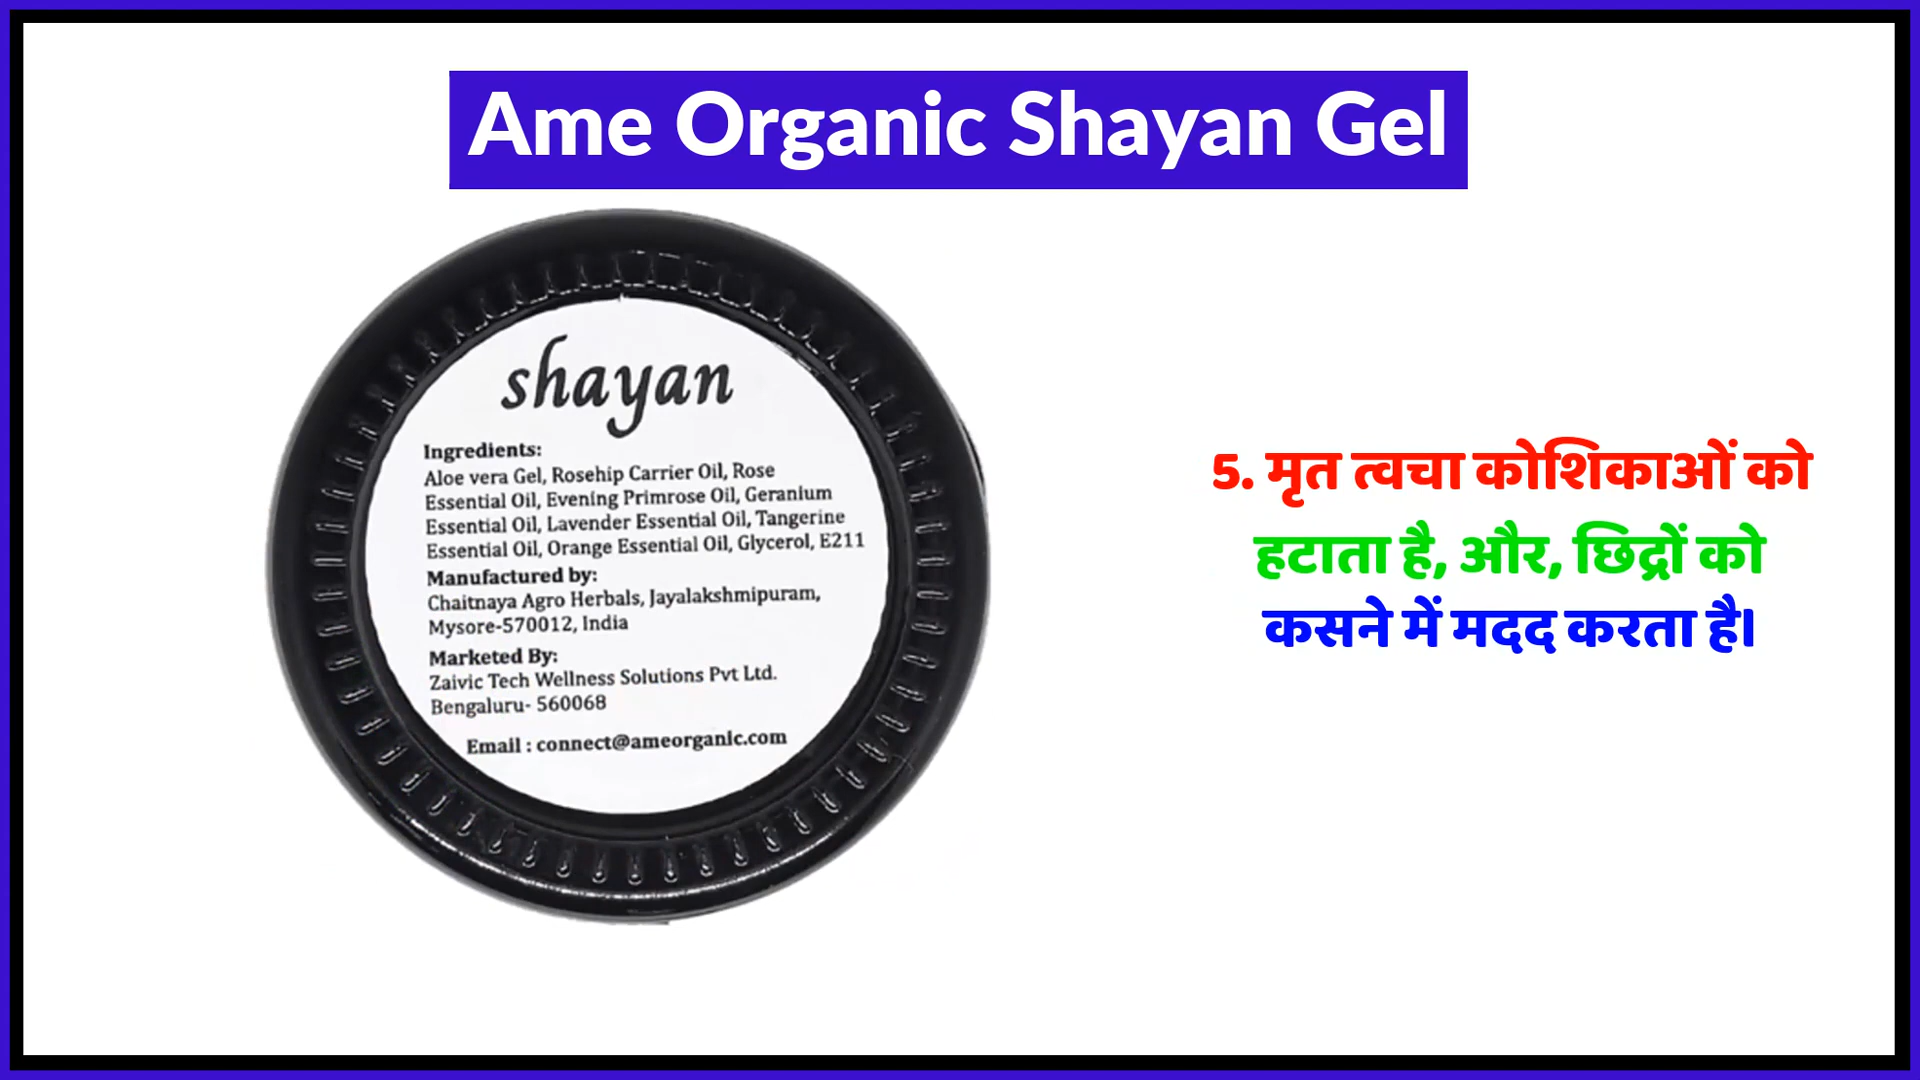 Ame Organic Shayan Gel
shayan
Ingredients:
Aloe vera Gel, Rosehip Carrier Oil, Rose
Essential Oil, Evening Primrose Oil, Geranium
Essential Oil, Lavender Essential Oil, Tangerine
Essential Oil, Orange Essential Oil, Glycerol, E211
Manufactured by:
Chaitnaya Agro Herbals, Jayalakshmipuram,
Mysore-570012, India
Marketed By:
Zaivic Tech Wellness Solutions Pvt Ltd.
Bengaluru- 560068
Email : connect@ameorganic.com
5. मृत त्वचा कोशिकाओं को
हटाता है, और, छिद्रों को
कसने में मदद करता है।